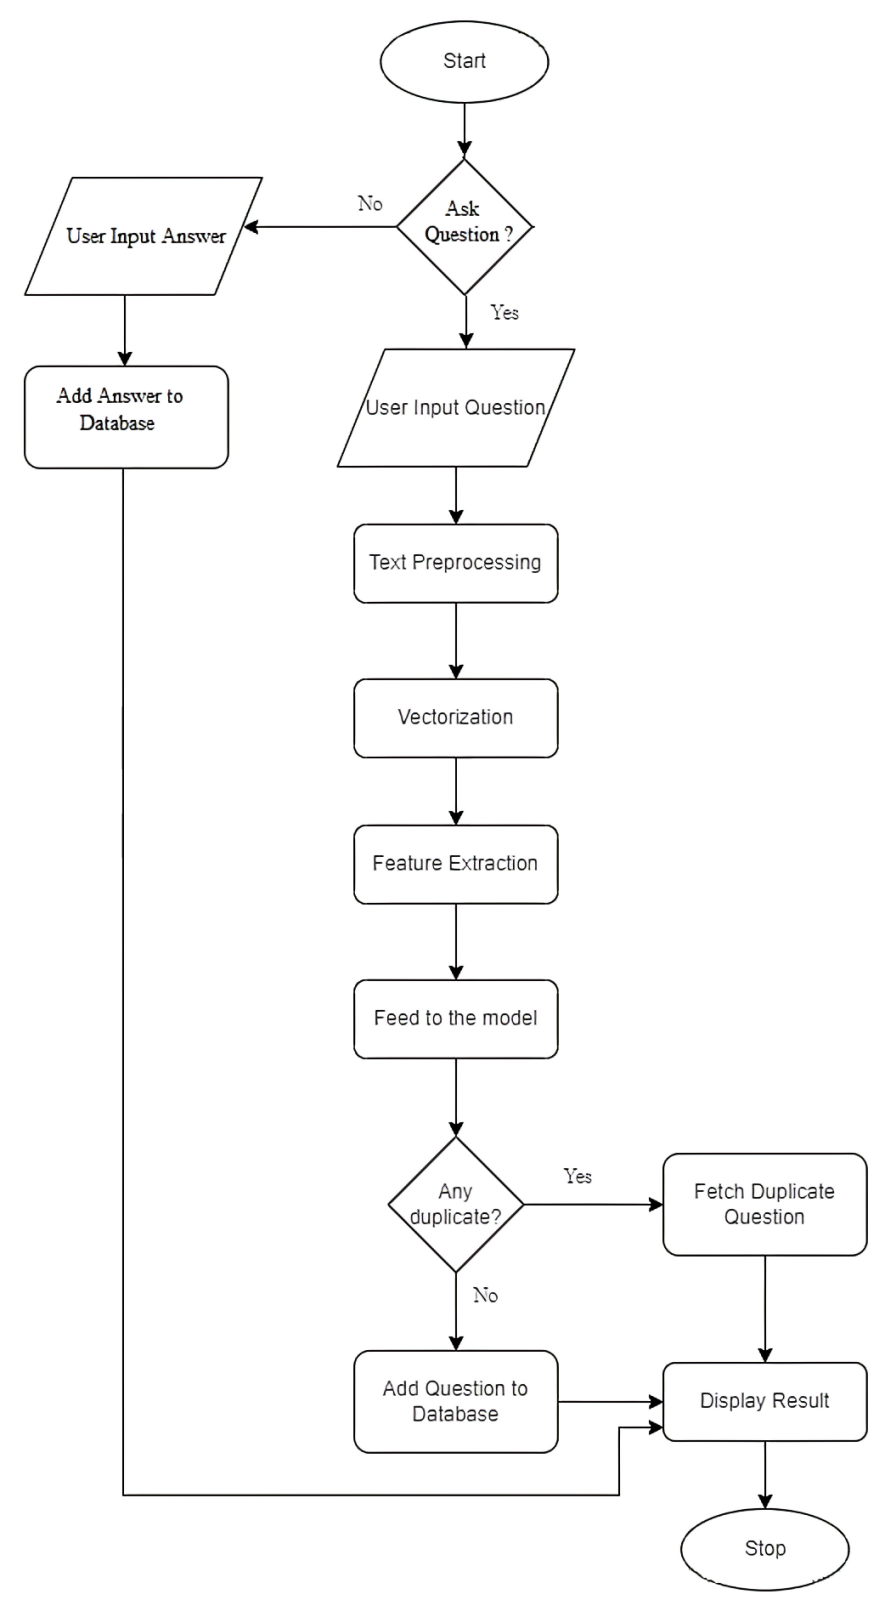 Start
Ask
Question ?
No
User Input Answer
Yes
Add Answer to
Database
User Input Question
Text Preprocessing
Vectorization
Feature Extraction
Feed to the model
Any
duplicate?
Yes
Fetch Duplicate
Question
No
Add Question to
Database
Display Result
Stop